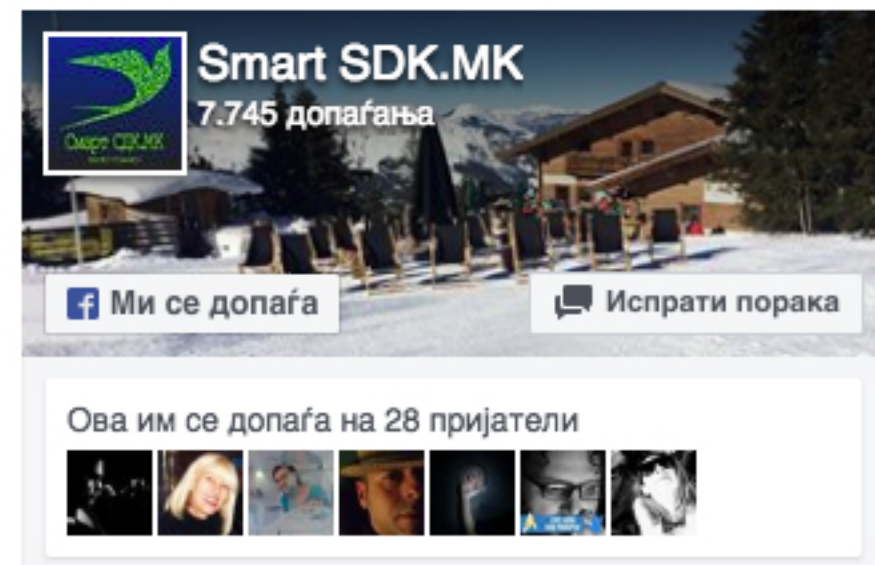 Smart SDK.MK
7.745 допаѓања
Смарт СДК.МК
Ми се допаѓа
Испрати порака
Ова им се допаѓа на 28 пријатели